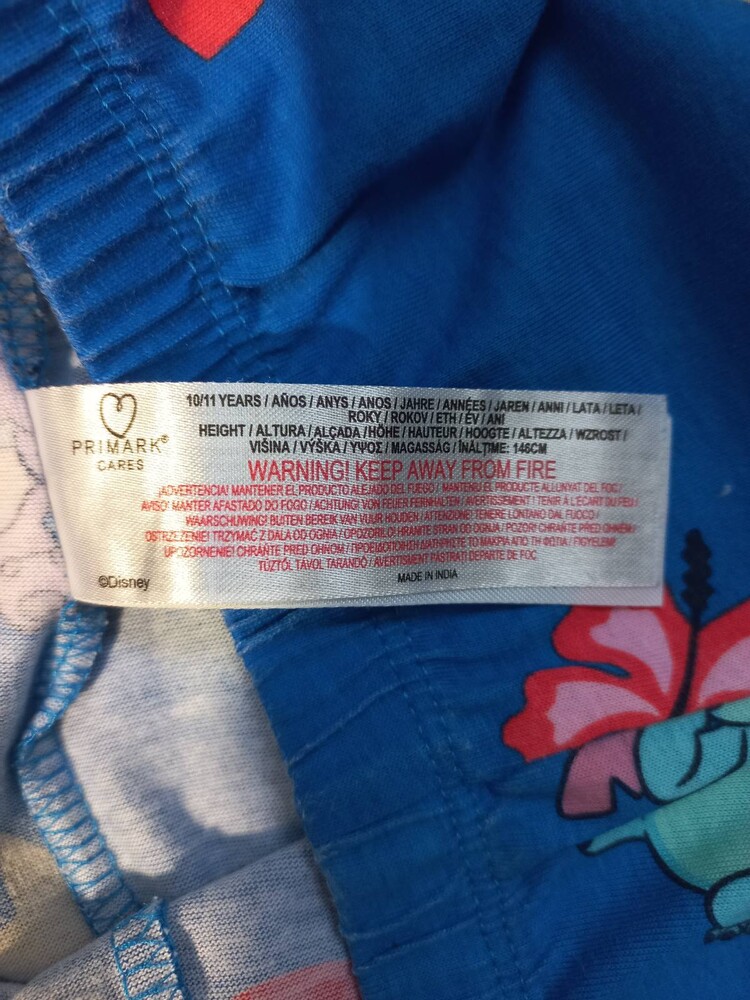 PRIMARK®
CARES
10/11 YEARS / AÑOS / ANYS / ANOS / JAHRE / ANNÉES / JAREN / ANNI / LATA / LETA /
ROKY / ROKOV / ΕΤΗ / ÉV / ANI
HEIGHT / ALTURA / ALÇADA / HÖHE / HAUTEUR / HOOGTE / ALTEZZA / WZROST /
VIŠINA / VÝŠKA / ΥΨΟΣ / MAGASSÁG / ÎNĂLȚIME: 146CM
WARNING! KEEP AWAY FROM FIRE
¡ADVERTENCIA! MANTENER EL PRODUCTO ALEJADO DEL FUEGO / MANTENIU EL PRODUCTE ALLUNYAT DEL FOC /
AVISO! MANTER AFASTADO DO FOGO / ACHTUNG! VON FEUER FERNHALTEN / AVERTISSEMENT ! TENIR À L'ÉCART DU FEU /
WAARSCHUWING! BUITEN BEREIK VAN VUUR HOUDEN / ATTENZIONE! TENERE LONTANO DAL FUOCO /
OSTRZEŻENIE! TRZYMAĆ Z DALA OD OGNIA / OPOZORILO! HRANITE STRAN OD OGNJA / POZOR! CHRAŇTE PŘED OHNĚM /
UPOZORNENIE! CHRÁŇTE PRED OHŇOM / ΠΡΟΕΙΔΟΠΟΙΗΣΗ! ΔΙΑΤΗΡΗΣΤΕ ΤΟ ΜΑΚΡΙΑ ΑΠΟ ΤΗ ΦΩΤΙΑ / FIGYELEM!
TŰZTŐL TÁVOL TARANDÓ / AVERTISMENT! PĂSTRAȚI DEPARTE DE FOC
©Disney
MADE IN INDIA